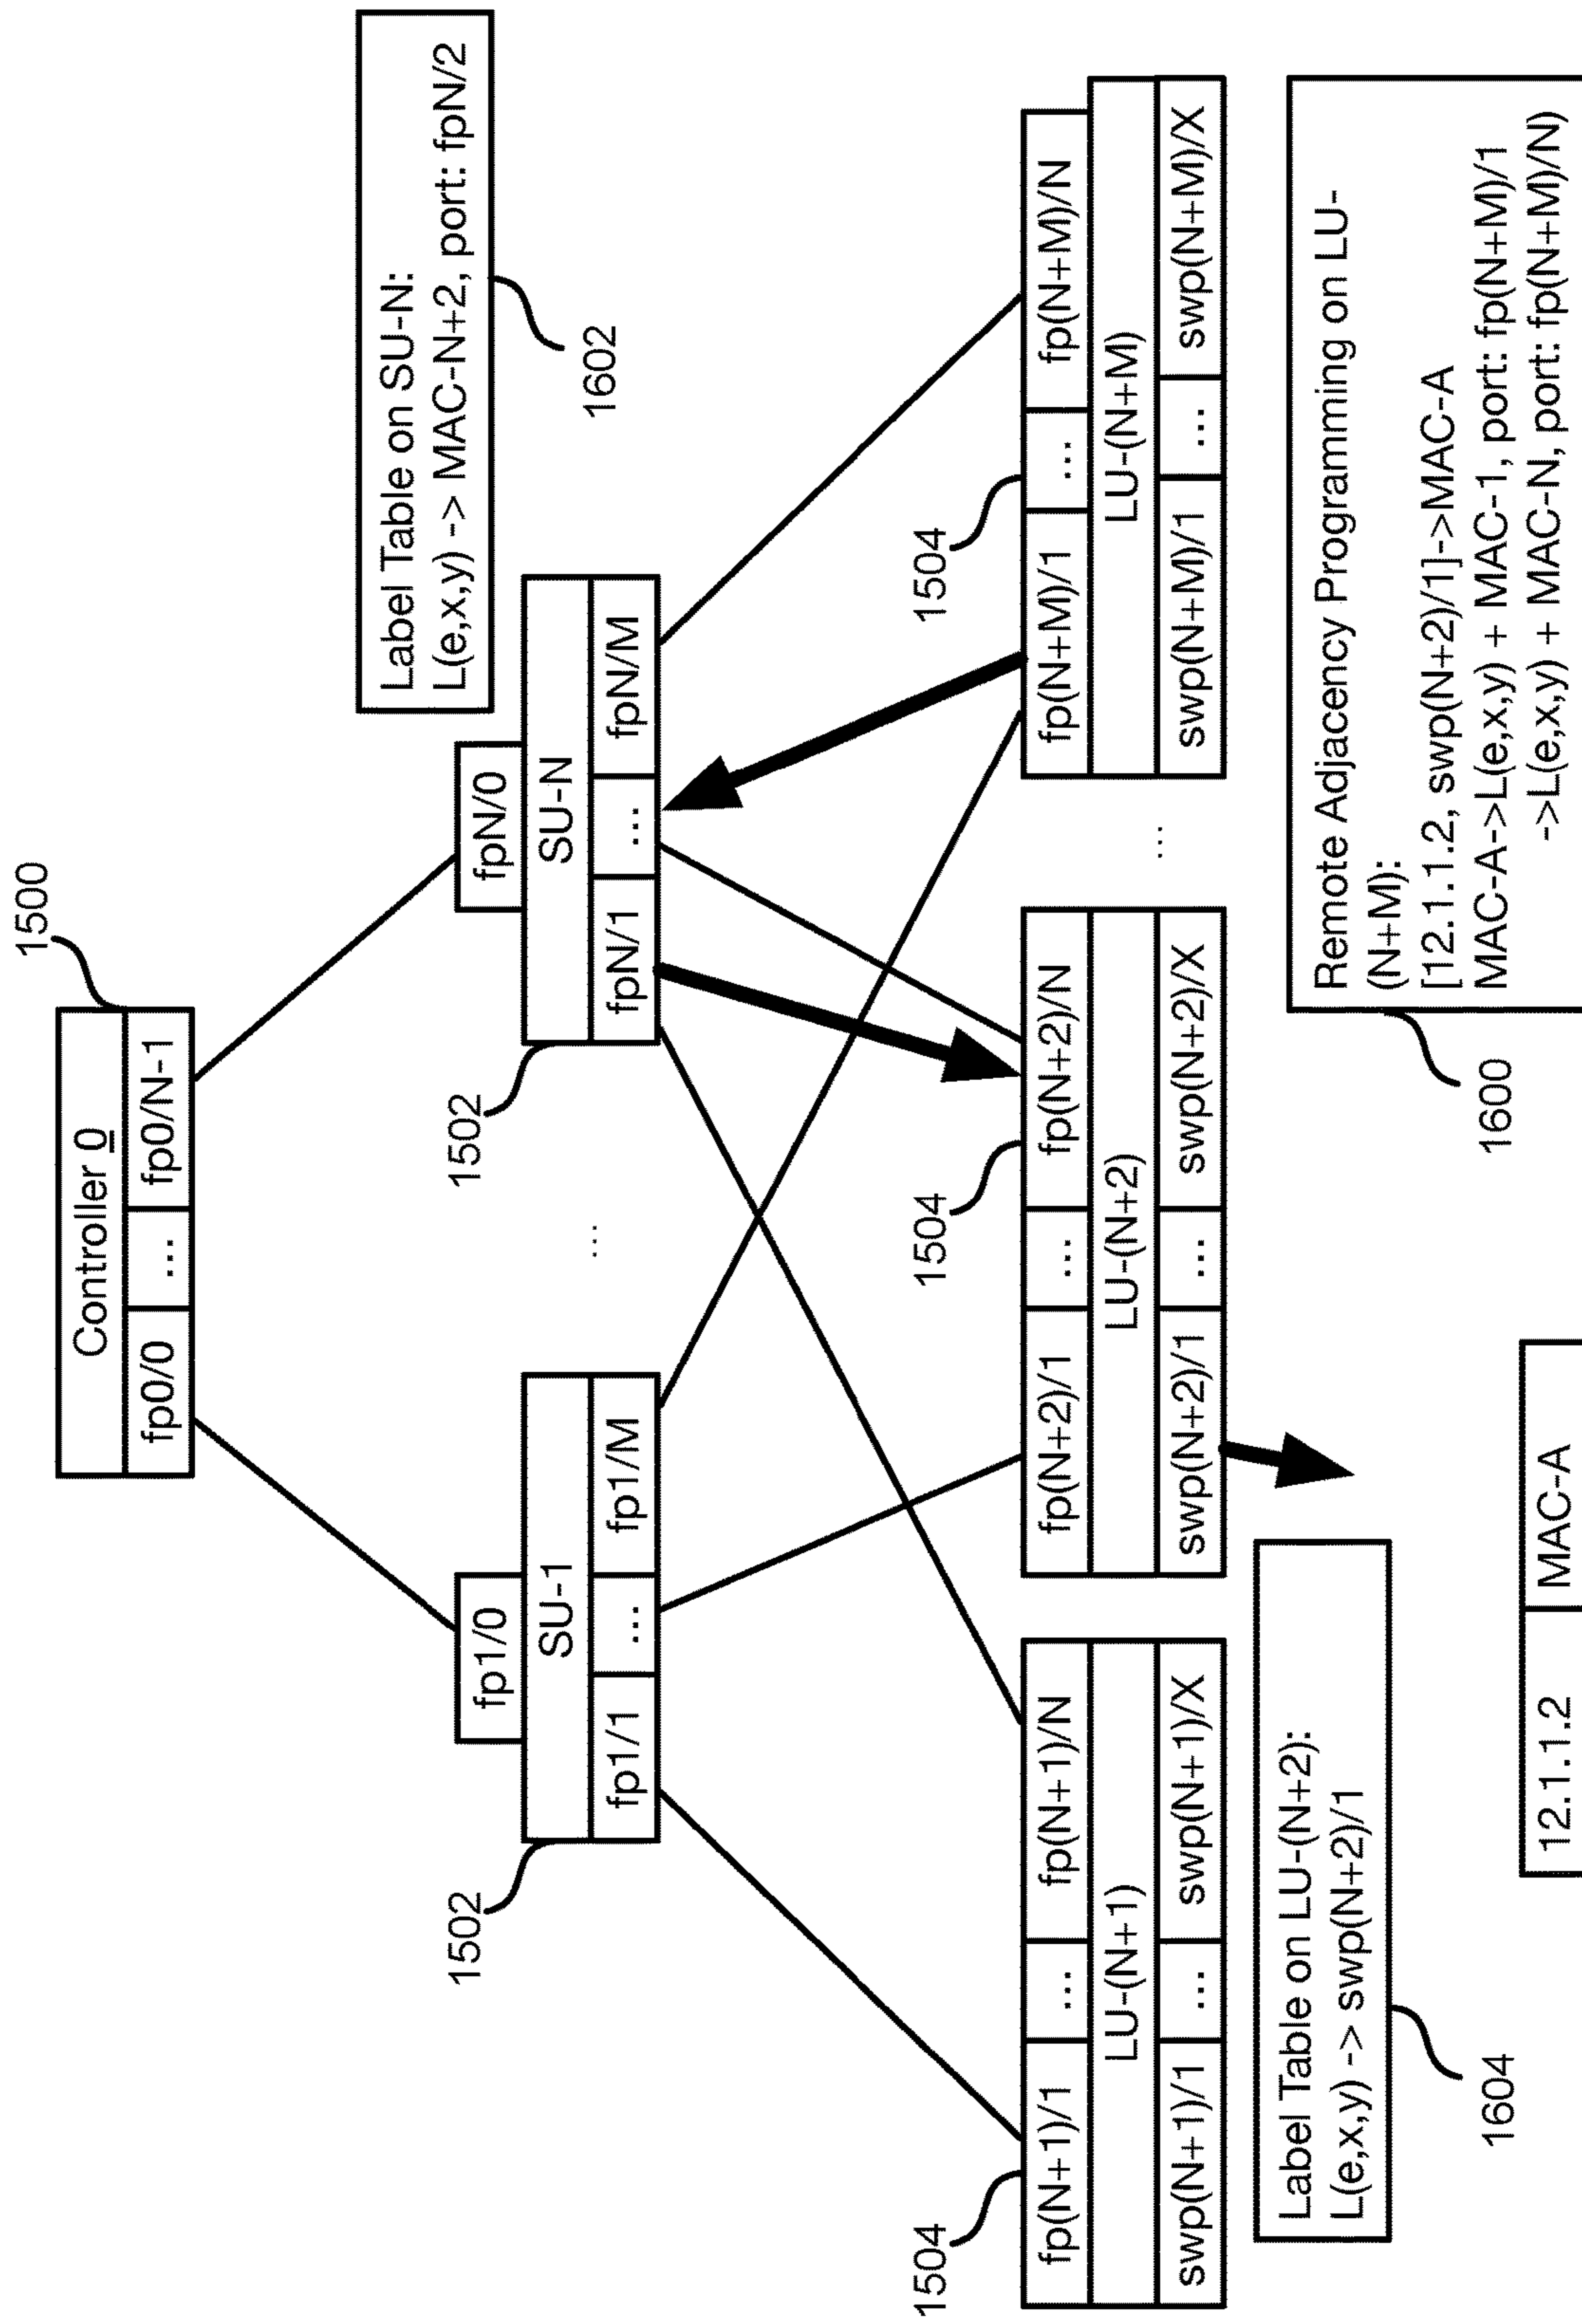 1500
Controller 0
fp0/0 ... fp0/N-1
Label Table on SU-N:
L(e,x,y) -> MAC-N+2, port: fpN/2
1602
fp1/0
SU-1
fp1/1 ... fp1/M
1502
...
fpN/0
SU-N
fpN/1 ... fpN/M
1502
1504
fp(N+1)/1 ... fp(N+1)/N
LU-(N+1)
swp(N+1)/1 ... swp(N+1)/X
1504
fp(N+2)/1 ... fp(N+2)/N
LU-(N+2)
swp(N+2)/1 ... swp(N+2)/X
...
1504
fp(N+M)/1 ... fp(N+M)/N
LU-(N+M)
swp(N+M)/1 ... swp(N+M)/X
Label Table on LU-(N+2):
L(e,x,y) -> swp(N+2)/1
1604
12.1.1.2 MAC-A
1600
Remote Adjacency Programming on LU-
(N+M):
[12.1.1.2, swp(N+2)/1]->MAC-A
MAC-A->L(e,x,y) + MAC-1, port: fp(N+M)/1
->L(e,x,y) + MAC-N, port: fp(N+M)/N)